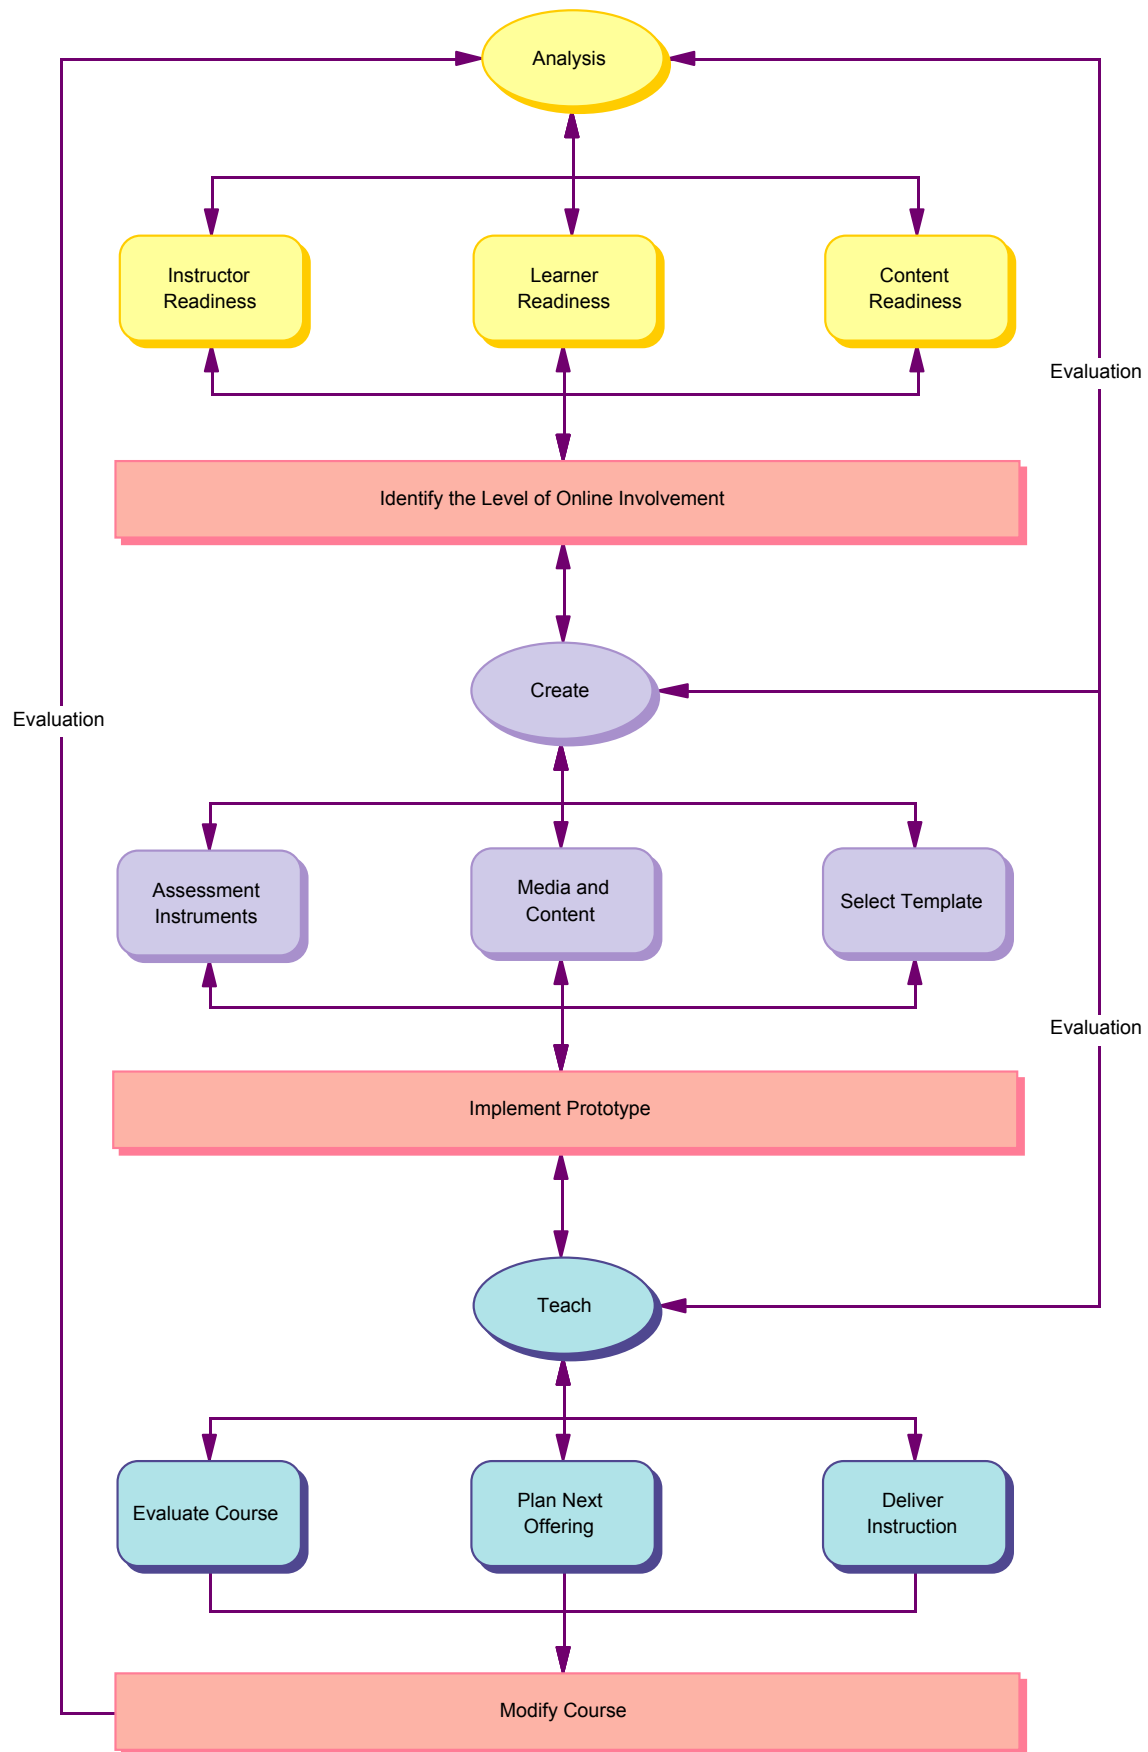 Analysis
Instructor
Readiness
Learner
Readiness
Content
Readiness
Evaluation
Identify the Level of Online Involvement
Create
Evaluation
Assessment
Instruments
Media and
Content
Select Template
Evaluation
Implement Prototype
Teach
Evaluate Course
Plan Next
Offering
Deliver
Instruction
Modify Course